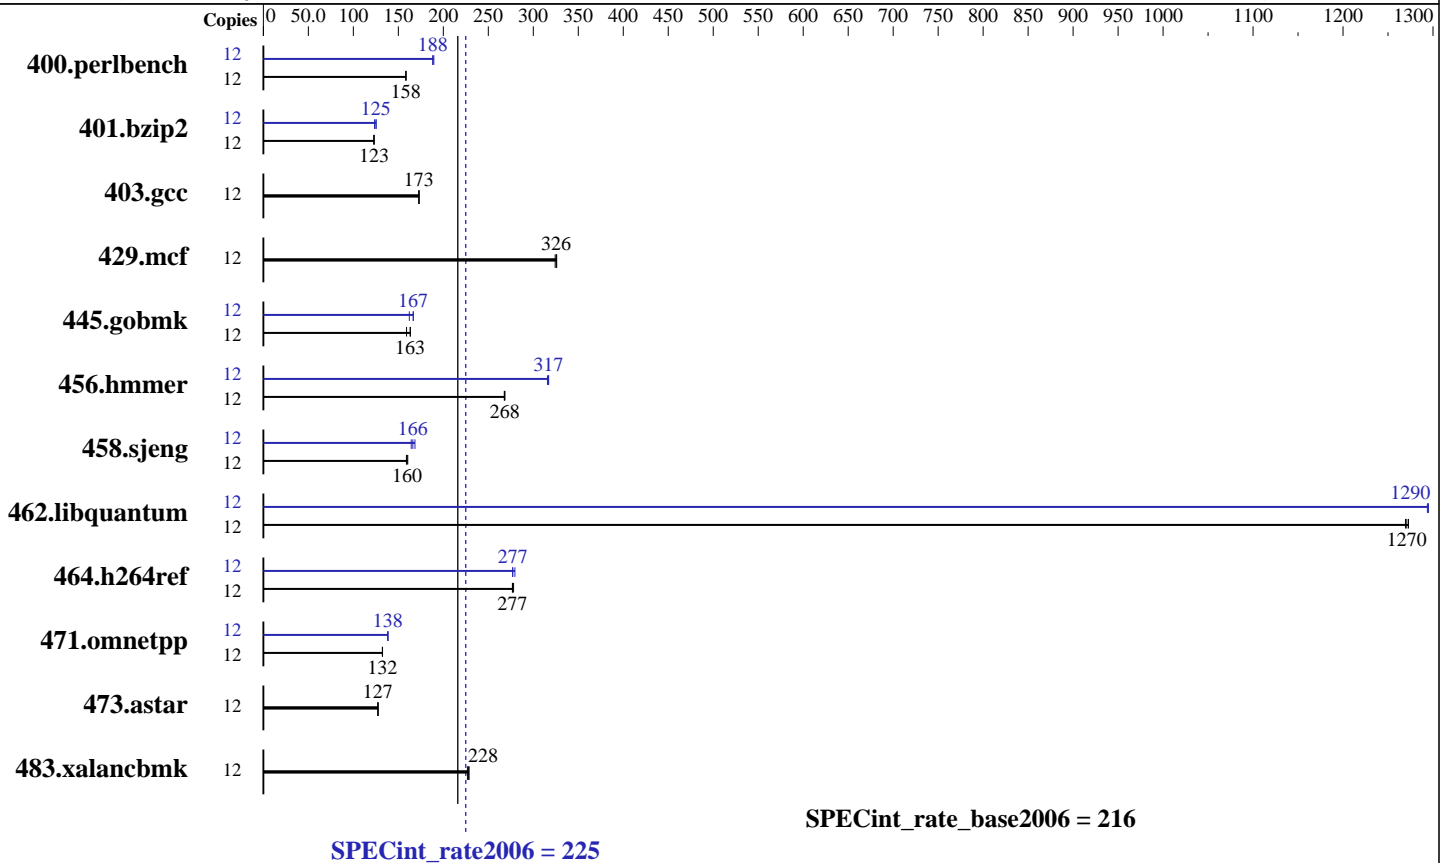 Copies 0 50.0 100 150 200 250 300 350 400 450 500 550 600 650 700 750 800 850 900 950 1000 1100 1200 1300
400.perlbench 12 188
12 158
401.bzip2 12 125
12 123
403.gcc 12 173
429.mcf 12 326
445.gobmk 12 167
12 163
456.hmmer 12 317
12 268
458.sjeng 12 166
12 160
462.libquantum 12 1290
12 1270
464.h264ref 12 277
12 277
471.omnetpp 12 138
12 132
473.astar 12 127
483.xalancbmk 12 228
SPECint_rate_base2006 = 216
SPECint_rate2006 = 225